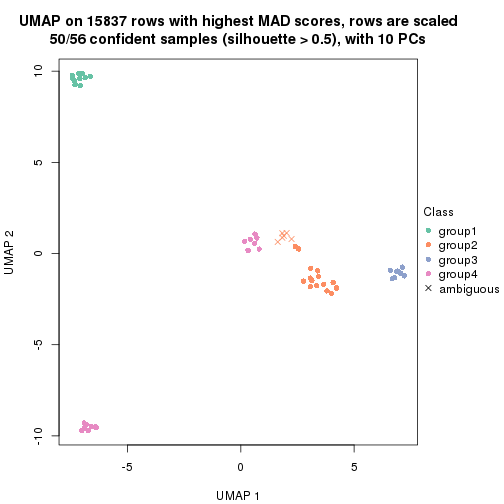 UMAP on 15837 rows with highest MAD scores, rows are scaled
50/56 confident samples (silhouette > 0.5), with 10 PCs
10
5
0
-5
-10
UMAP 2
-5
0
5
UMAP 1
Class
group1
group2
group3
group4
ambiguous